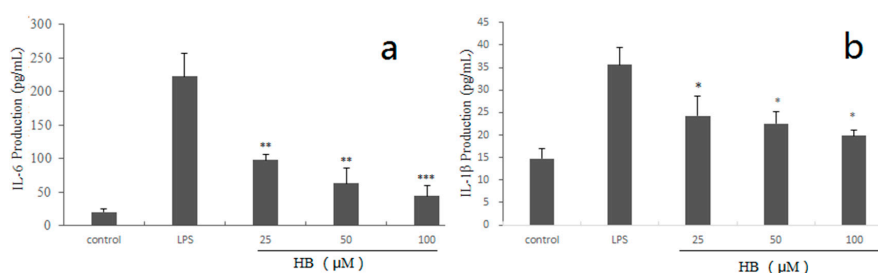 a
IL-6 Production (pg/mL)
300
250
200
150
100
50
0
**
**
***
control LPS 25 50 100
HB ( μM )
b
IL-1β Production (pg/mL)
45
40
35
30
25
20
15
10
5
0
*
*
*
control LPS 25 50 100
HB ( μM )